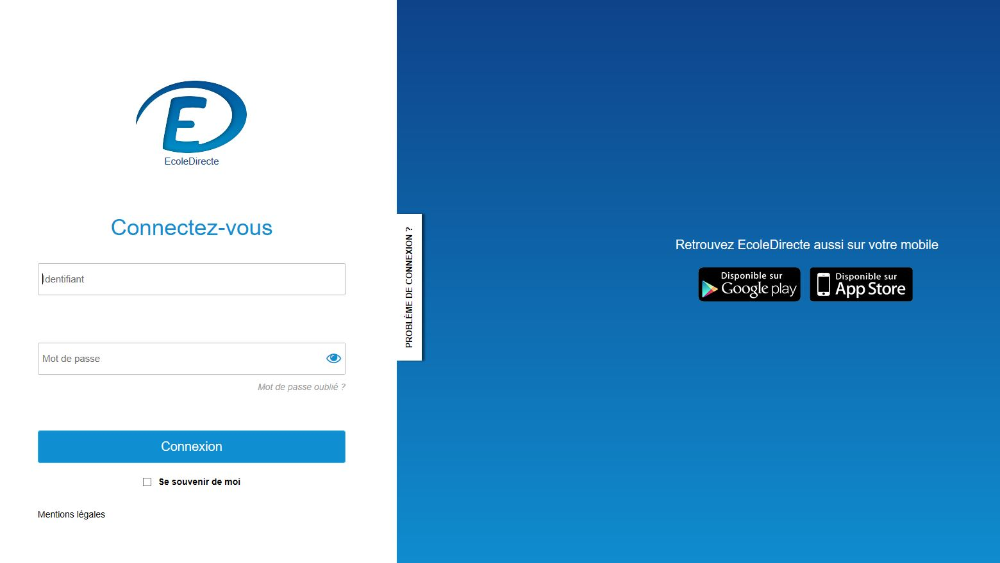 EcoleDirecte
Connectez-vous
Identifiant
Mot de passe
Mot de passe oublié ?
Connexion
Se souvenir de moi
Mentions légales
PROBLÈME DE CONNEXION ?
Retrouvez EcoleDirecte aussi sur votre mobile
Disponible sur
Google play
Disponible sur
App Store